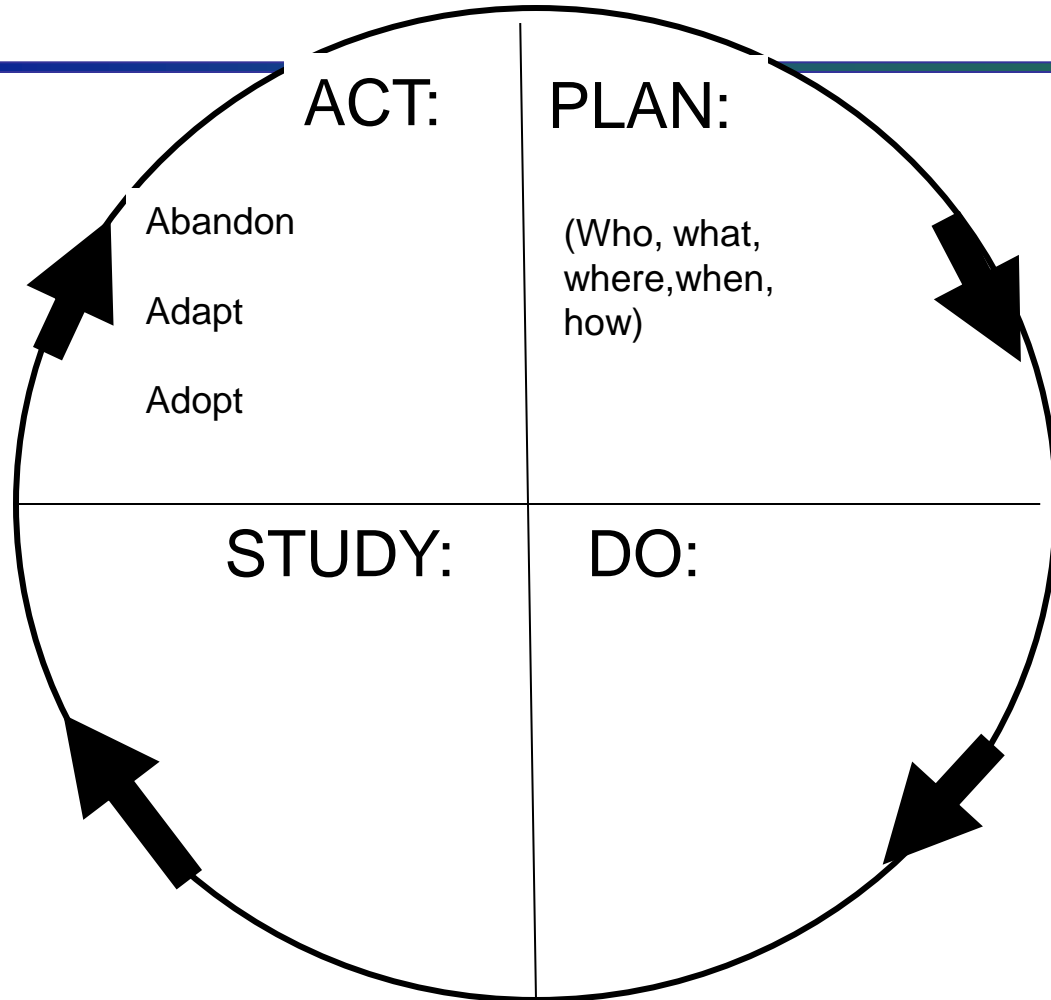 ACT:
Abandon
Adapt
Adopt
PLAN:
(Who, what,
where,when,
how)
STUDY:
DO: